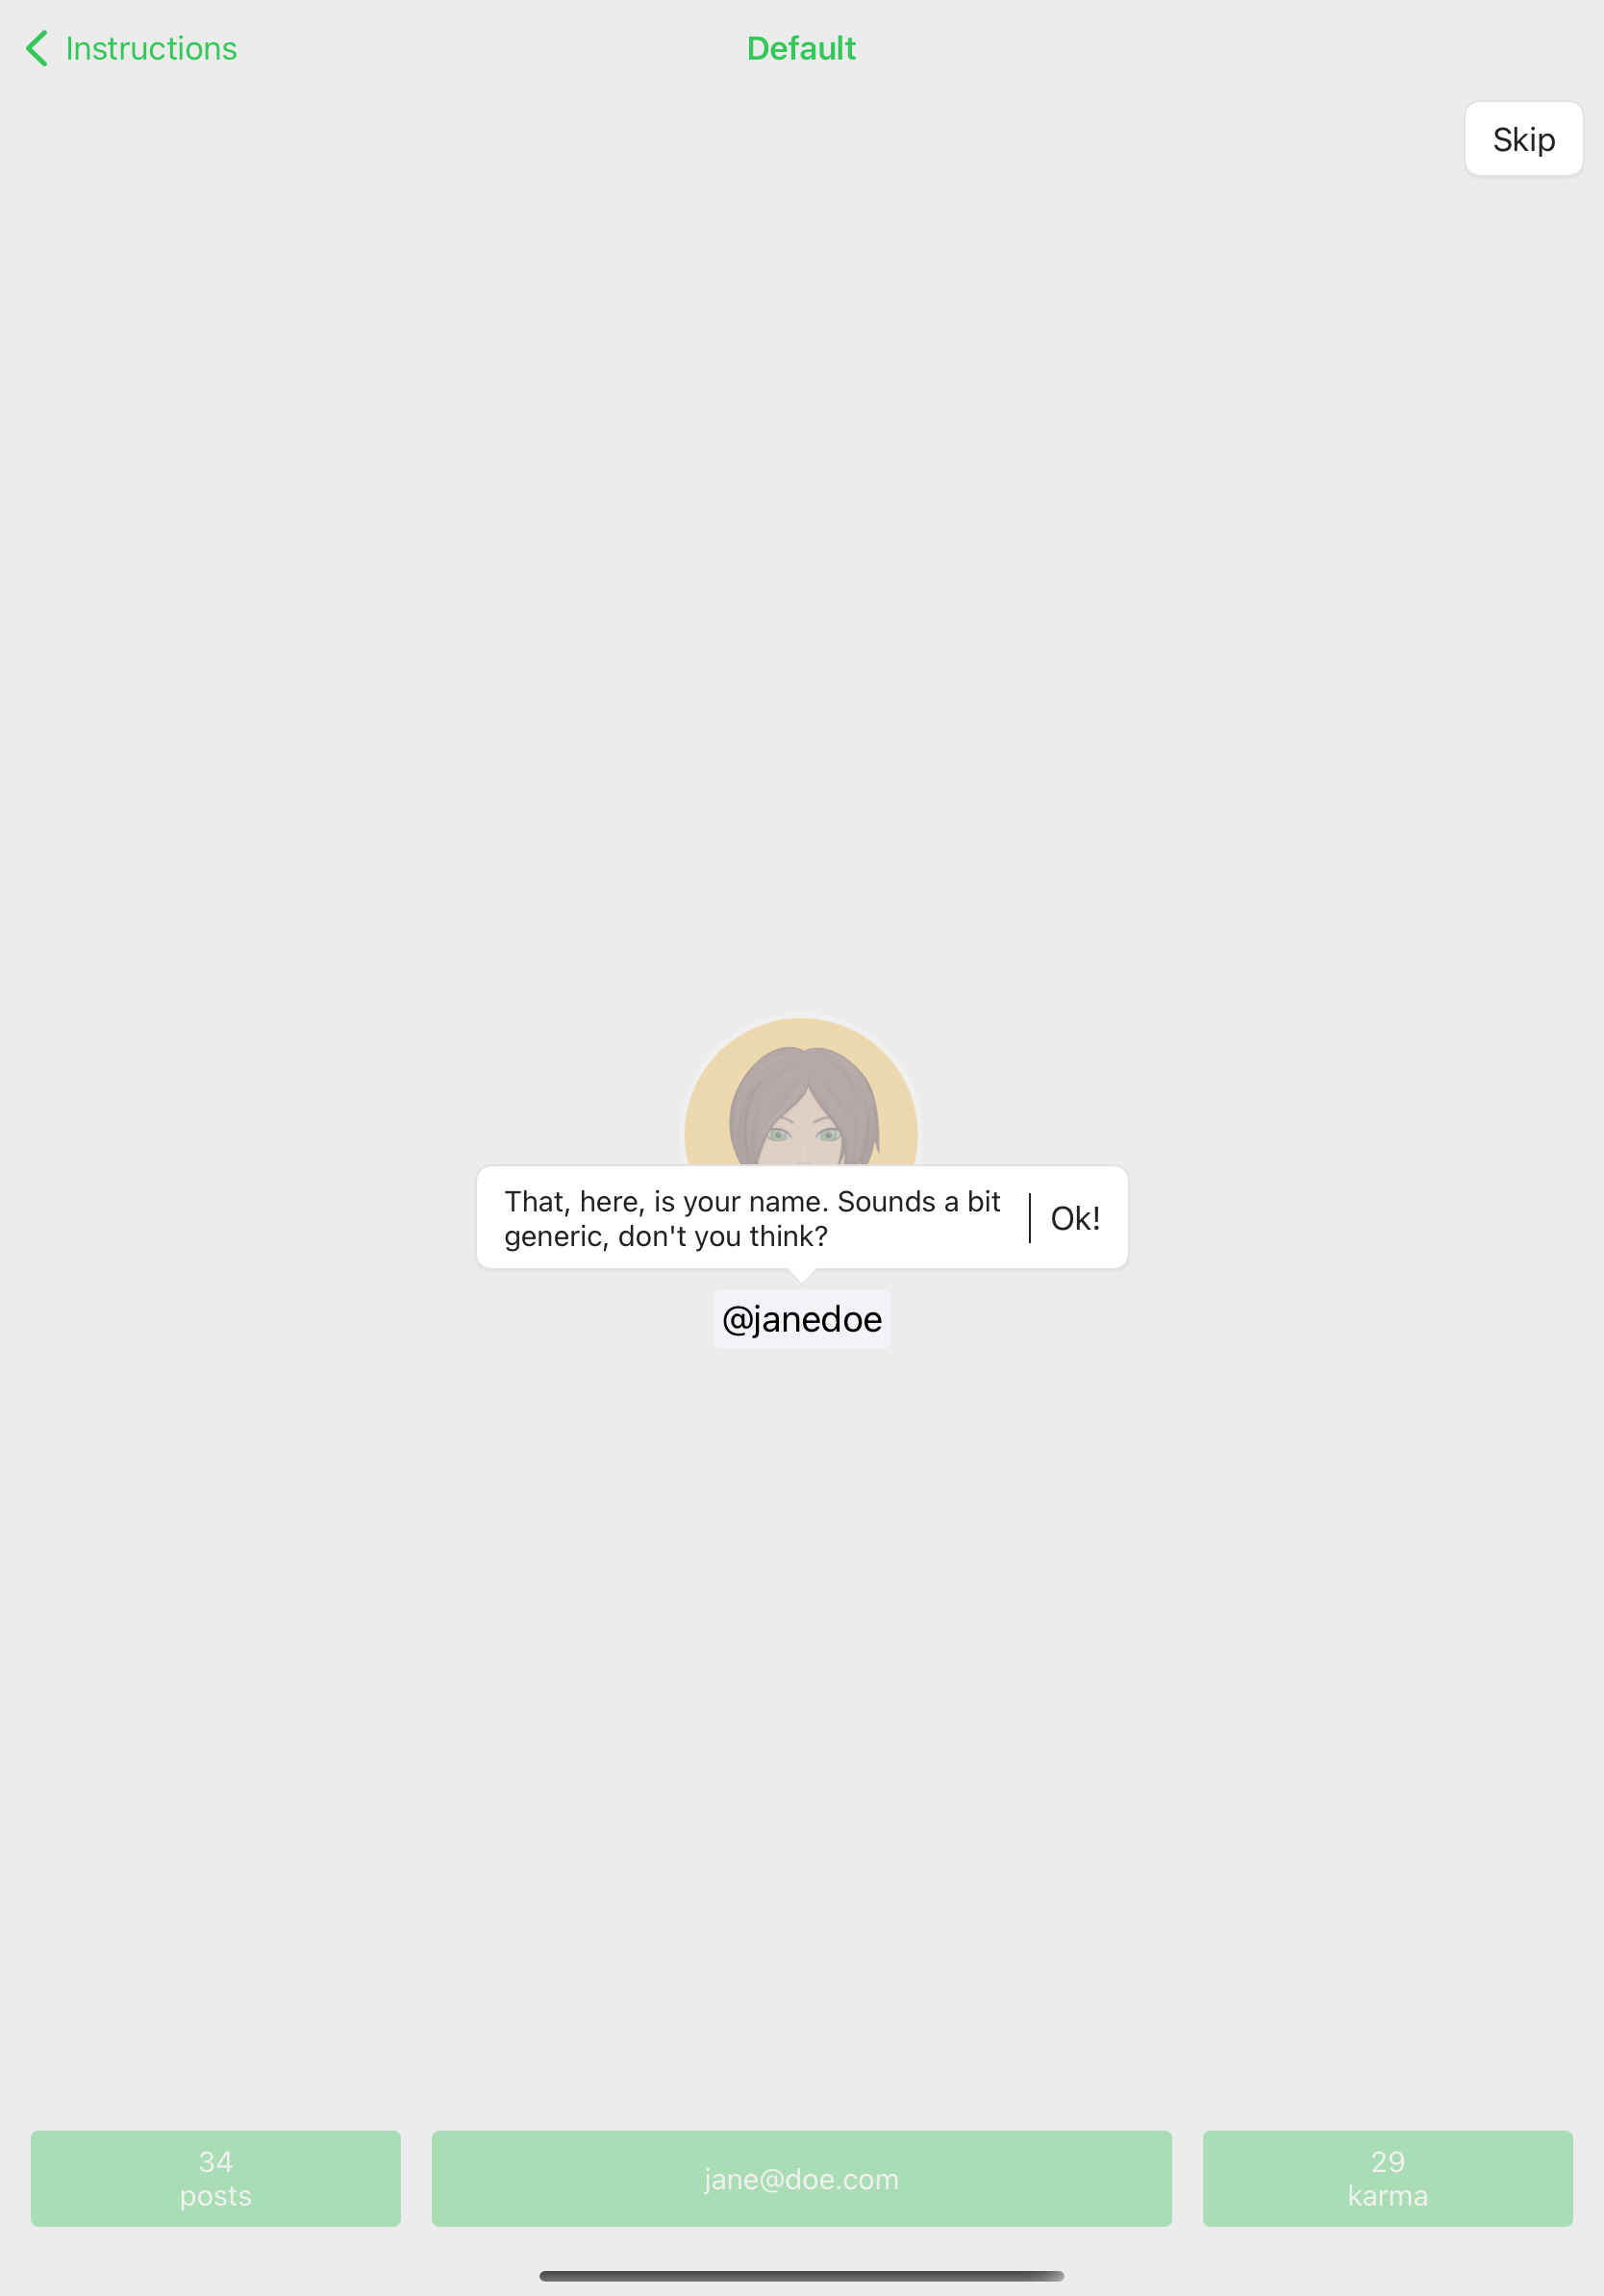 Instructions
Default
Skip
That, here, is your name. Sounds a bit
generic, don't you think?
Ok!
@janedoe
34
posts
jane@doe.com
29
karma